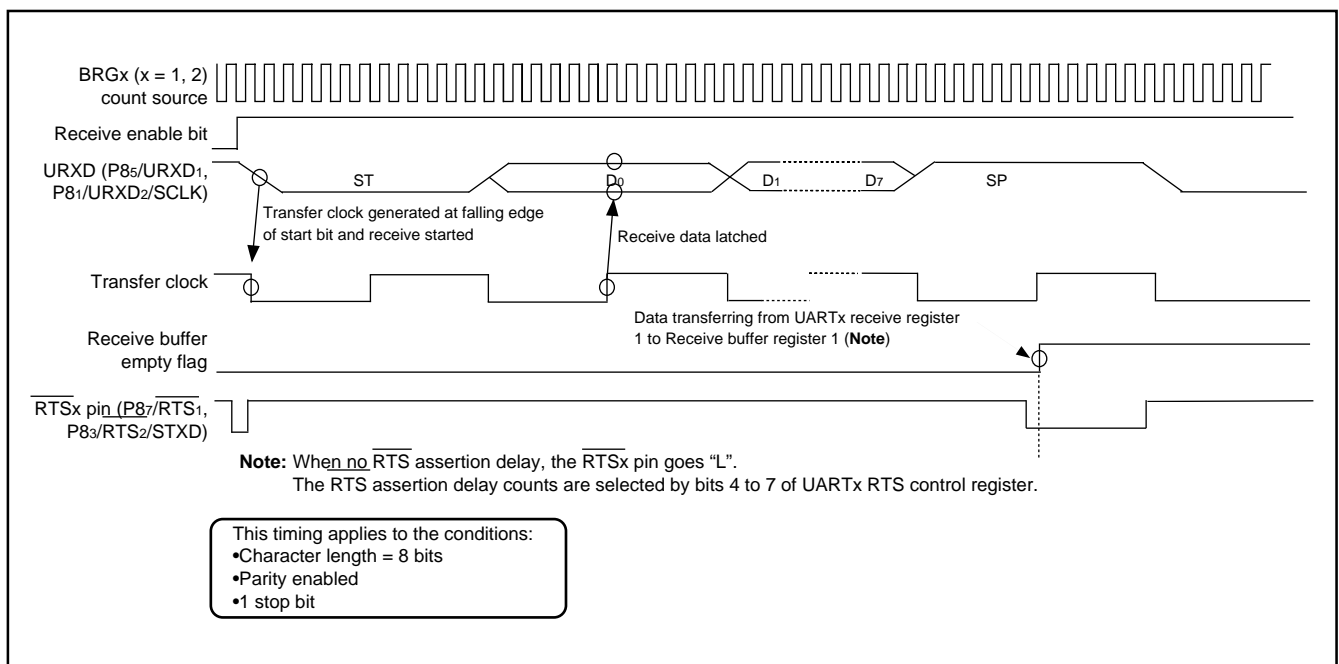 BRGx (x = 1, 2)
count source
Receive enable bit
URXD (P85/URXD1,
P81/URXD2/SCLK)
ST
D0
D1
D7
SP
Transfer clock generated at falling edge
of start bit and receive started
Receive data latched
Transfer clock
Data transferring from UARTx receive register
1 to Receive buffer register 1 (Note)
Receive buffer
empty flag
RTSx pin (P87/RTS1,
P83/RTS2/STXD)
Note: When no RTS assertion delay, the RTSx pin goes “L”.
The RTS assertion delay counts are selected by bits 4 to 7 of UARTx RTS control register.
This timing applies to the conditions:
•Character length = 8 bits
•Parity enabled
•1 stop bit